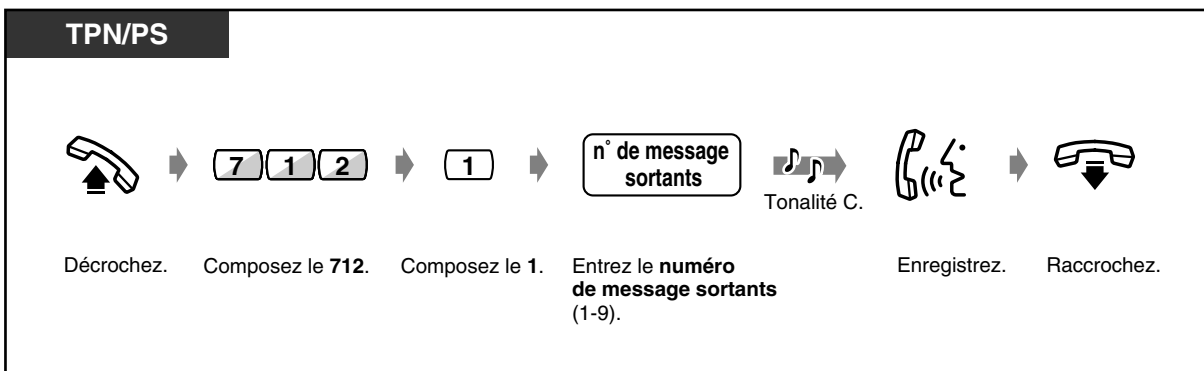 TPN/PS
7 1 2
1
n° de message
sortants
Tonalité C.
Décrochez.
Composez le 712.
Composez le 1.
Entrez le numéro
de message sortants
(1-9).
Enregistrez.
Raccrochez.